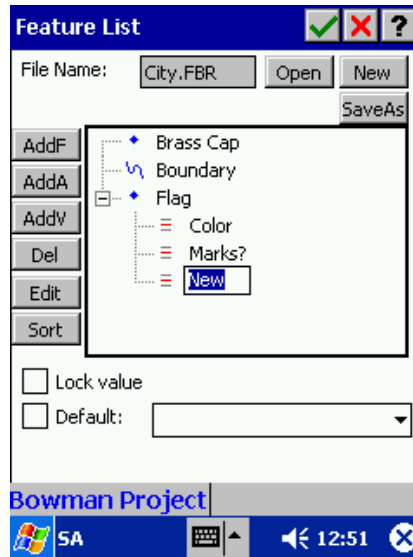 Feature List ?
File Name: City.FBR Open New
SaveAs
AddF
AddA
AddV
Del
Edit
Sort
Brass Cap
Boundary
Flag
Color
Marks?
New
Lock value
Default:
Bowman Project
SA 12:51